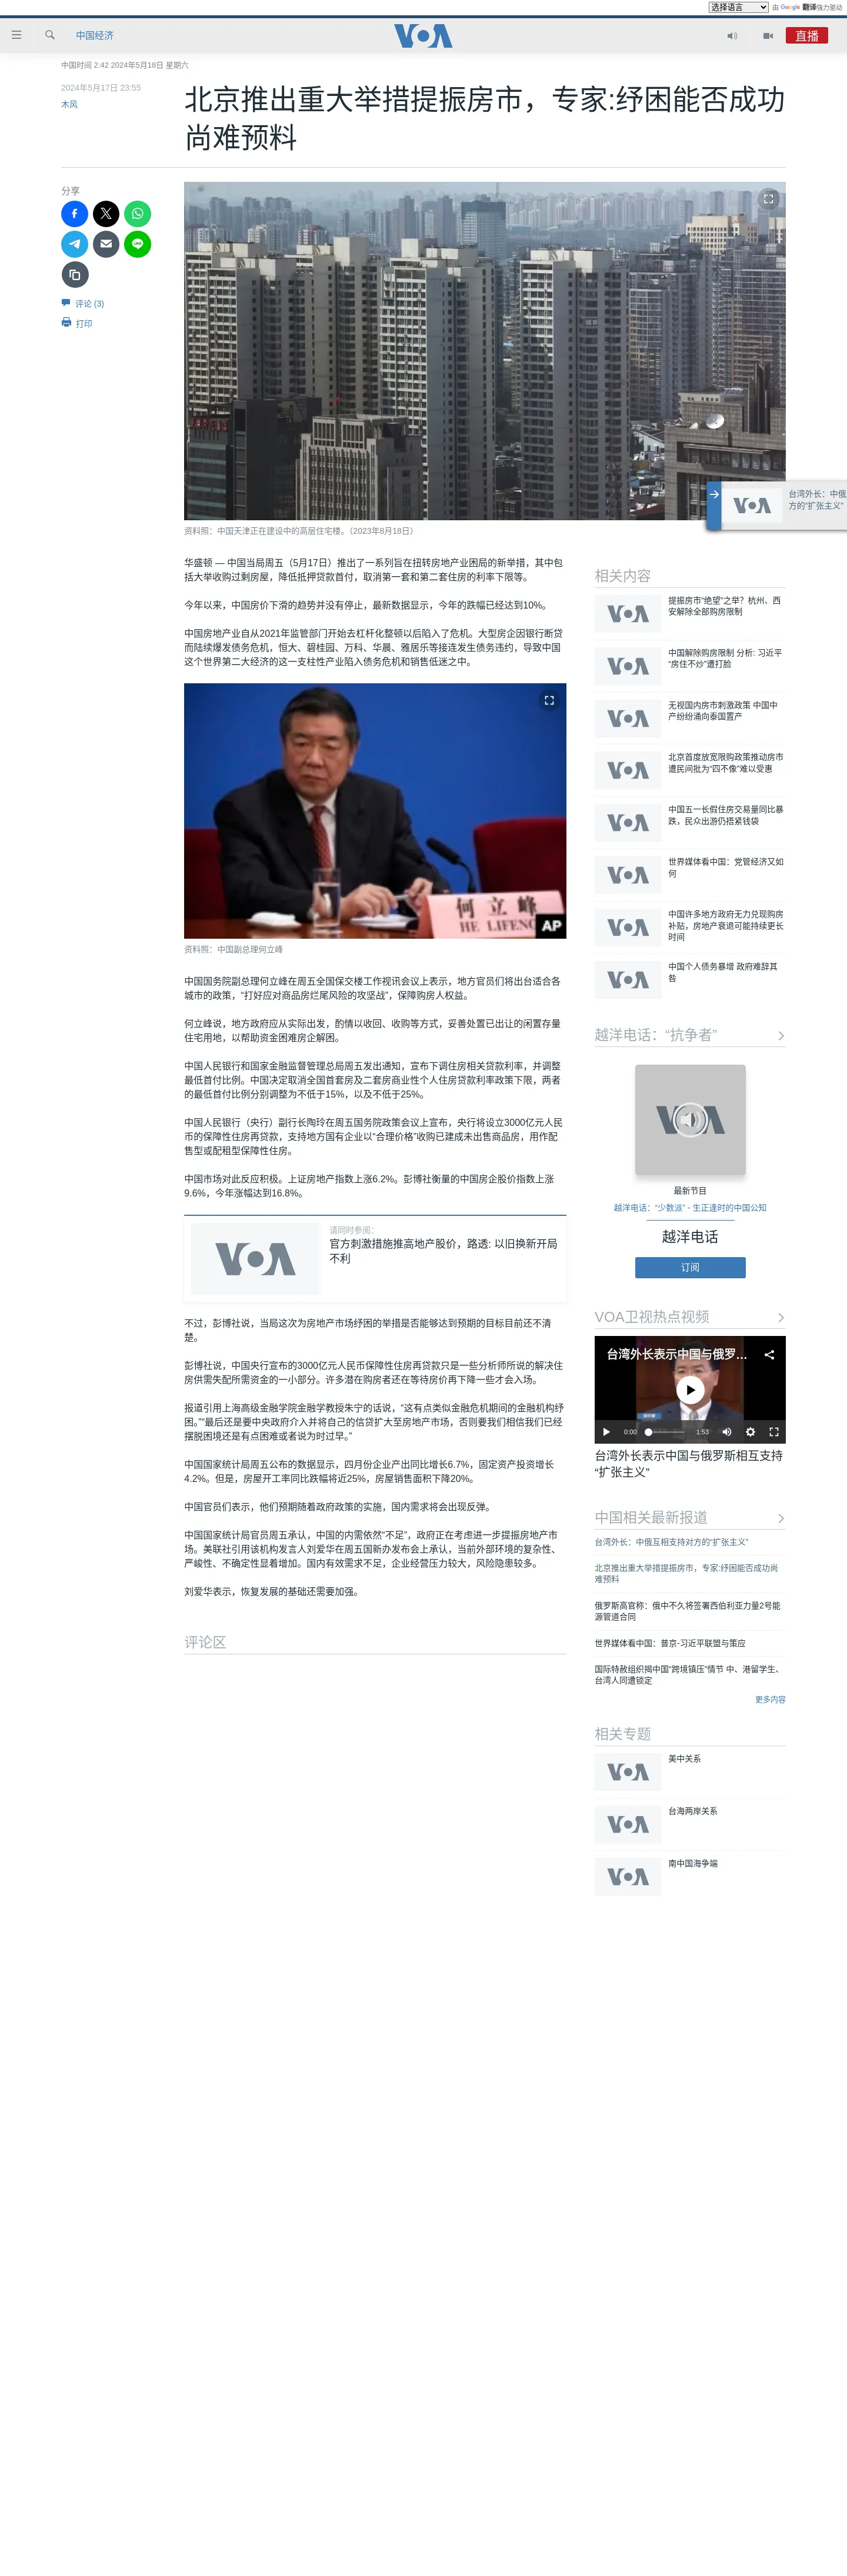 选择语言 由 Google 翻译强力驱动
中国经济 VOA 直播
中国时间 2:42 2024年5月18日 星期六
2024年5月17日 23:55
木风
北京推出重大举措提振房市，专家:纾困能否成功
尚难预料
分享
评论 (3)
打印
资料照：中国天津正在建设中的高层住宅楼。（2023年8月18日）
台湾外长：中俄
方的“扩张主义”
华盛顿 — 中国当局周五（5月17日）推出了一系列旨在扭转房地产业困局的新举措，其中包
括大举收购过剩房屋，降低抵押贷款首付，取消第一套和第二套住房的利率下限等。
今年以来，中国房价下滑的趋势并没有停止，最新数据显示，今年的跌幅已经达到10%。
中国房地产业自从2021年监管部门开始去杠杆化整顿以后陷入了危机。大型房企因银行断贷
而陆续爆发债务危机，恒大、碧桂园、万科、华晨、雅居乐等接连发生债务违约，导致中国
这个世界第二大经济的这一支柱性产业陷入债务危机和销售低迷之中。
何立峰
HE LIFENG
AP
资料照：中国副总理何立峰
中国国务院副总理何立峰在周五全国保交楼工作视讯会议上表示，地方官员们将出台适合各
城市的政策，“打好应对商品房烂尾风险的攻坚战”，保障购房人权益。
何立峰说，地方政府应从实际出发，酌情以收回、收购等方式，妥善处置已出让的闲置存量
住宅用地，以帮助资金困难房企解困。
中国人民银行和国家金融监督管理总局周五发出通知，宣布下调住房相关贷款利率，并调整
最低首付比例。中国决定取消全国首套房及二套房商业性个人住房贷款利率政策下限，两者
的最低首付比例分别调整为不低于15%，以及不低于25%。
中国人民银行（央行）副行长陶玲在周五国务院政策会议上宣布，央行将设立3000亿元人民
币的保障性住房再贷款，支持地方国有企业以“合理价格”收购已建成未出售商品房，用作配
售型或配租型保障性住房。
中国市场对此反应积极。上证房地产指数上涨6.2%。彭博社衡量的中国房企股价指数上涨
9.6%，今年涨幅达到16.8%。
VOA
请同时参阅：
官方刺激措施推高地产股价，路透: 以旧换新开局
不利
不过，彭博社说，当局这次为房地产市场纾困的举措是否能够达到预期的目标目前还不清
楚。
彭博社说，中国央行宣布的3000亿元人民币保障性住房再贷款只是一些分析师所说的解决住
房供需失配所需资金的一小部分。许多潜在购房者还在等待房价再下降一些才会入场。
报道引用上海高级金融学院金融学教授朱宁的话说，“这有点类似金融危机期间的金融机构纾
困。”“最后还是要中央政府介入并将自己的信贷扩大至房地产市场，否则要我们相信我们已经
摆脱困境还是有点困难或者说为时过早。”
中国国家统计局周五公布的数据显示，四月份企业产出同比增长6.7%，固定资产投资增长
4.2%。但是，房屋开工率同比跌幅将近25%，房屋销售面积下降20%。
中国官员们表示，他们预期随着政府政策的实施，国内需求将会出现反弹。
中国国家统计局官员周五承认，中国的内需依然“不足”，政府正在考虑进一步提振房地产市
场。美联社引用该机构发言人刘爱华在周五国新办发布会上承认，当前外部环境的复杂性、
严峻性、不确定性显着增加。国内有效需求不足，企业经营压力较大，风险隐患较多。
刘爱华表示，恢复发展的基础还需要加强。
评论区
相关内容
提振房市“绝望”之举？杭州、西
安解除全部购房限制
中国解除购房限制 分析: 习近平
“房住不炒”遭打脸
无视国内房市刺激政策 中国中
产纷纷涌向泰国置产
北京首度放宽限购政策推动房市
遭民间批为“四不像”难以受惠
中国五一长假住房交易量同比暴
跌，民众出游仍捂紧钱袋
世界媒体看中国：党管经济又如
何
中国许多地方政府无力兑现购房
补贴，房地产衰退可能持续更长
时间
中国个人债务暴增 政府难辞其
咎
越洋电话：“抗争者”
最新节目
越洋电话：“少数派” - 生正逢时的中国公知
越洋电话
订阅
VOA卫视热点视频
台湾外长表示中国与俄罗...
0:00 1:53
台湾外长表示中国与俄罗斯相互支持
“扩张主义”
中国相关最新报道
台湾外长：中俄互相支持对方的“扩张主义”
北京推出重大举措提振房市，专家:纾困能否成功尚
难预料
俄罗斯高官称：俄中不久将签署西伯利亚力量2号能
源管道合同
世界媒体看中国：普京-习近平联盟与策应
国际特赦组织揭中国“跨境镇压”情节 中、港留学生、
台湾人同遭锁定
更多内容
相关专题
美中关系
台海两岸关系
南中国海争端